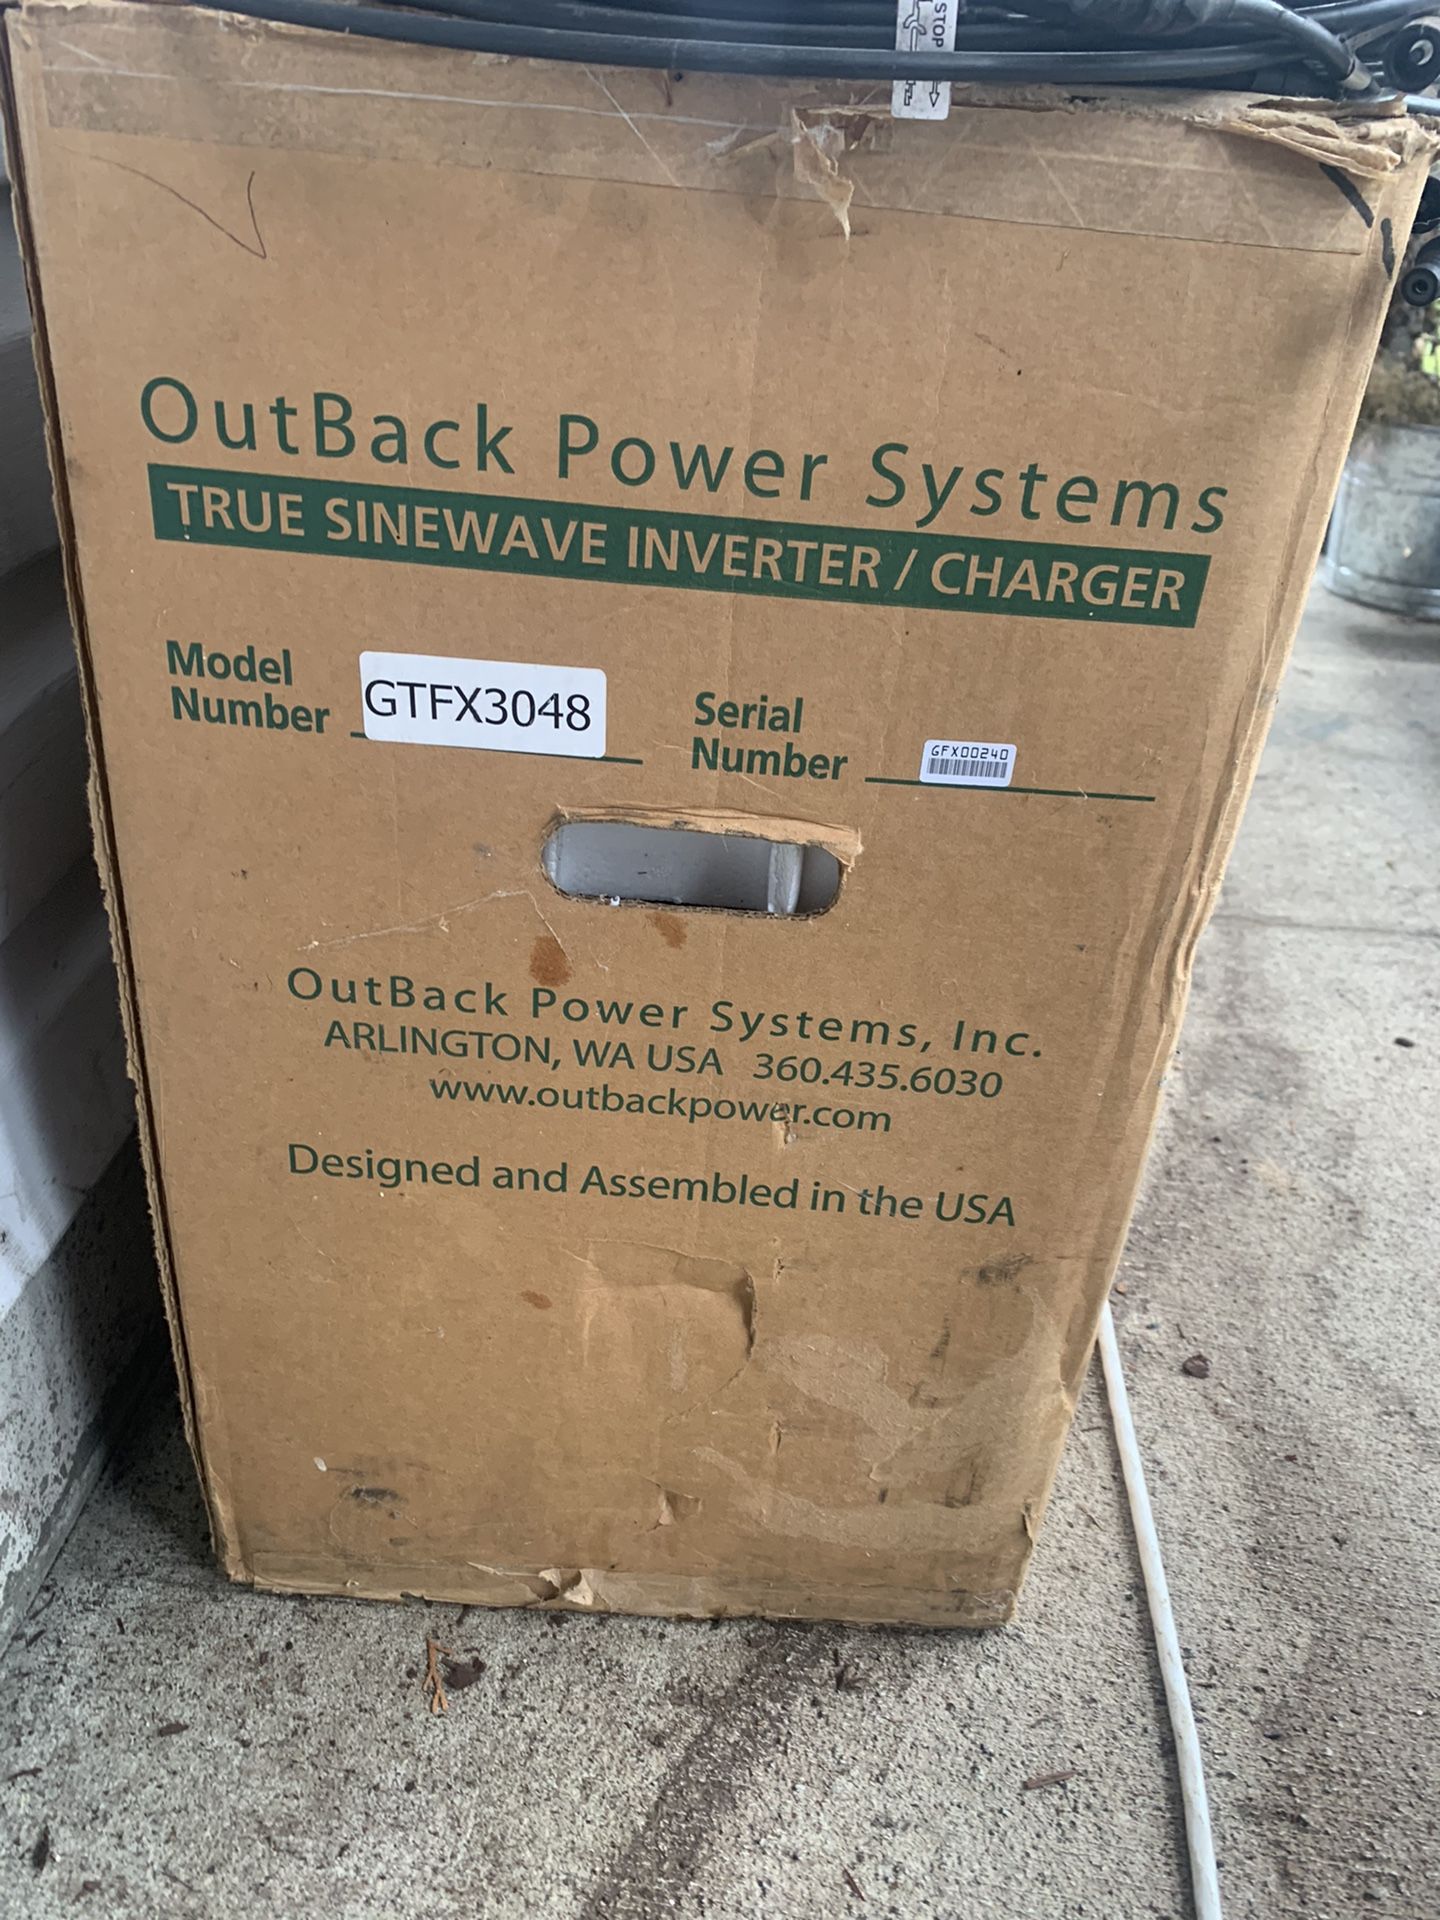 STOP
OutBack Power Systems
TRUE SINEWAVE INVERTER / CHARGER
Model Number GTFX3048
Serial Number GFX00240
OutBack Power Systems, Inc.
ARLINGTON, WA USA 360.435.6030
www.outbackpower.com
Designed and Assembled in the USA